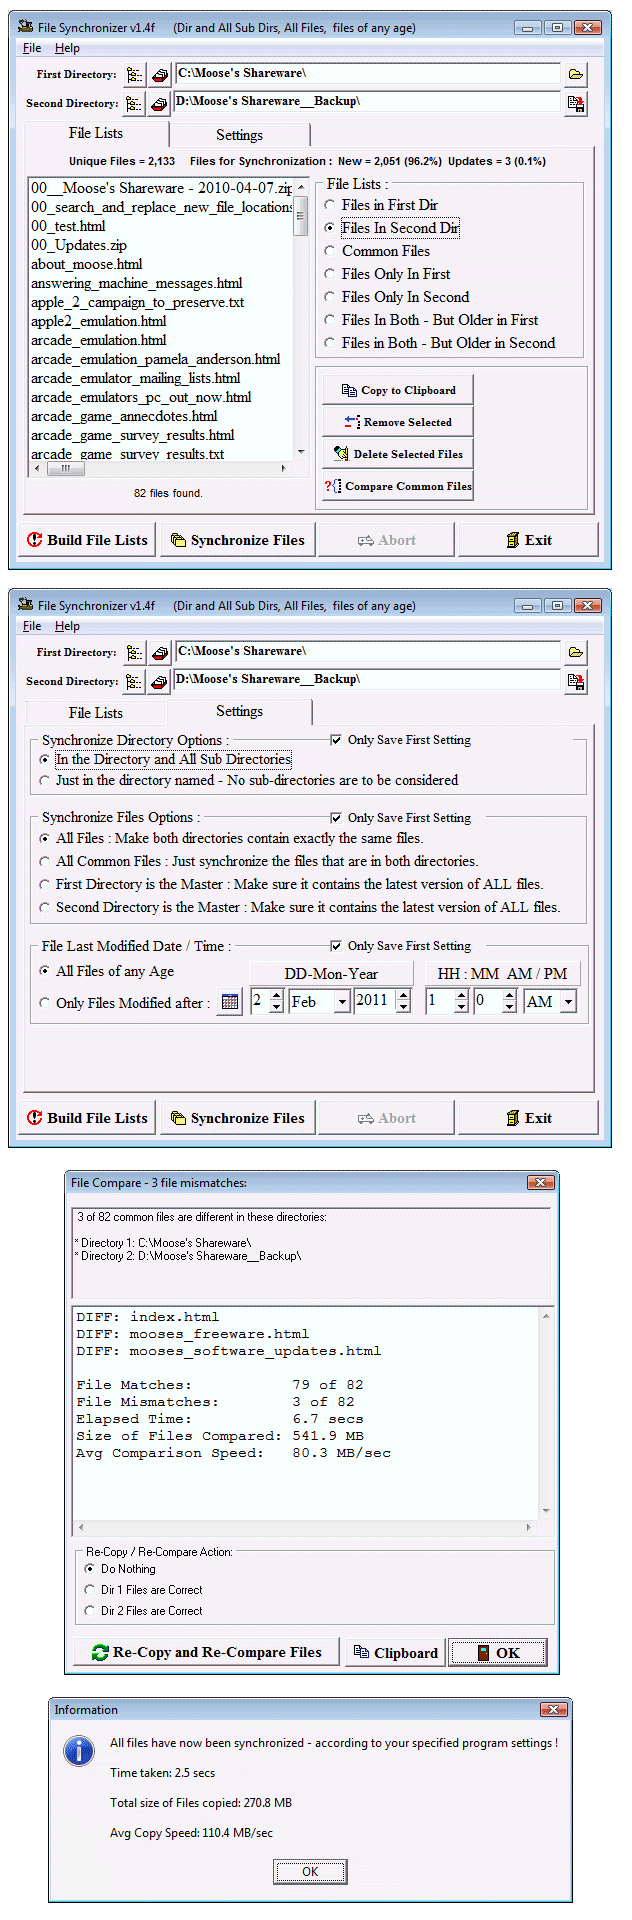 File Synchronizer v1.4f (Dir and All Sub Dirs, All Files, files of any age)
File Help
First Directory: C:\Moose's Shareware\
Second Directory: D:\Moose's Shareware__Backup\
File Lists Settings
Unique Files = 2,133 Files for Synchronization : New = 2,051 (96.2%) Updates = 3 (0.1%)
00__Moose's Shareware - 2010-04-07.zip
00_search_and_replace_new_file_locations
00_test.html
00_Updates.zip
about_moose.html
answering_machine_messages.html
apple_2_campaign_to_preserve.txt
apple2_emulation.html
arcade_emulation.html
arcade_emulation_pamela_anderson.html
arcade_emulator_mailing_lists.html
arcade_emulators_pc_out_now.html
arcade_game_annecdotes.html
arcade_game_survey_results.html
arcade_game_survey_results.txt
82 files found.
File Lists :
Files in First Dir
Files In Second Dir
Common Files
Files Only In First
Files Only In Second
Files In Both - But Older in First
Files in Both - But Older in Second
Copy to Clipboard
Remove Selected
Delete Selected Files
Compare Common Files
Build File Lists Synchronize Files Abort Exit
File Synchronizer v1.4f (Dir and All Sub Dirs, All Files, files of any age)
File Help
First Directory: C:\Moose's Shareware\
Second Directory: D:\Moose's Shareware__Backup\
File Lists Settings
Synchronize Directory Options : Only Save First Setting
In the Directory and All Sub Directories
Just in the directory named - No sub-directories are to be considered
Synchronize Files Options : Only Save First Setting
All Files : Make both directories contain exactly the same files.
All Common Files : Just synchronize the files that are in both directories.
First Directory is the Master : Make sure it contains the latest version of ALL files.
Second Directory is the Master : Make sure it contains the latest version of ALL files.
File Last Modified Date / Time : Only Save First Setting
All Files of any Age DD-Mon-Year HH : MM AM / PM
Only Files Modified after : 2 Feb 2011 1 0 AM
Build File Lists Synchronize Files Abort Exit
File Compare - 3 file mismatches:
3 of 82 common files are different in these directories:
* Directory 1: C:\Moose's Shareware\
* Directory 2: D:\Moose's Shareware__Backup\
DIFF: index.html
DIFF: mooses_freeware.html
DIFF: mooses_software_updates.html
File Matches: 79 of 82
File Mismatches: 3 of 82
Elapsed Time: 6.7 secs
Size of Files Compared: 541.9 MB
Avg Comparison Speed: 80.3 MB/sec
Re-Copy / Re-Compare Action:
Do Nothing
Dir 1 Files are Correct
Dir 2 Files are Correct
Re-Copy and Re-Compare Files Clipboard OK
Information
All files have now been synchronized - according to your specified program settings !
Time taken: 2.5 secs
Total size of Files copied: 270.8 MB
Avg Copy Speed: 110.4 MB/sec
OK